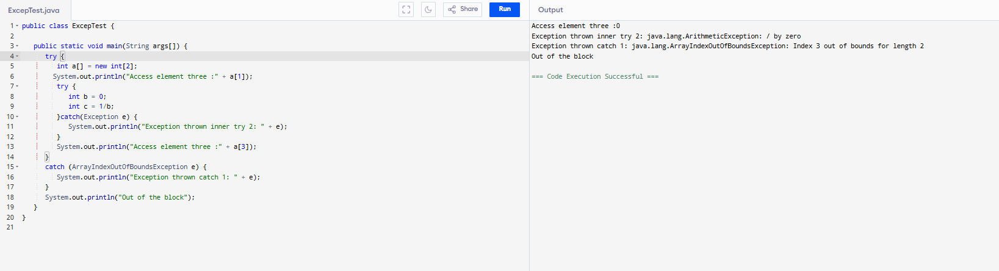 ExcepTest.java
Share
Run
Output
1 public class ExcepTest {
2
3 public static void main(String args[]) {
4 try {
5 int a[] = new int[2];
6 System.out.println("Access element three :" + a[1]);
7 try {
8 int b = 0;
9 int c = 1/b;
10 }catch(Exception e) {
11 System.out.println("Exception thrown inner try 2: " + e);
12 }
13 System.out.println("Access element three :" + a[3]);
14 }
15 catch (ArrayIndexOutOfBoundsException e) {
16 System.out.println("Exception thrown catch 1: " + e);
17 }
18 System.out.println("Out of the block");
19 }
20 }
21
Access element three :0
Exception thrown inner try 2: java.lang.ArithmeticException: / by zero
Exception thrown catch 1: java.lang.ArrayIndexOutOfBoundsException: Index 3 out of bounds for length 2
Out of the block
=== Code Execution Successful ===